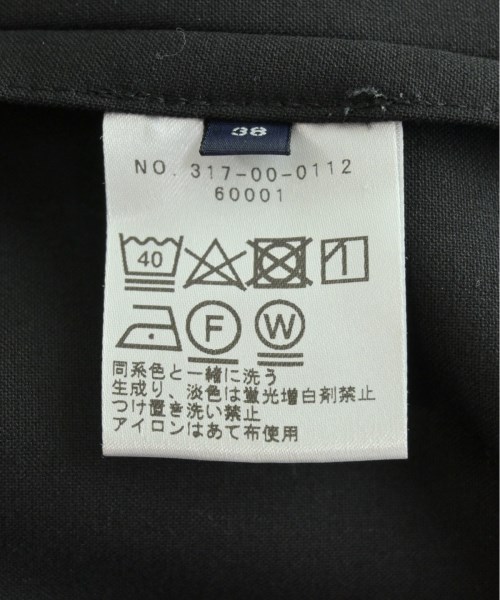 38
NO. 317-00-0112
60001
40
F W
同系色と一緒に洗う
生成り、淡色は蛍光増白剤禁止
つけ置き洗い禁止
アイロンはあて布使用